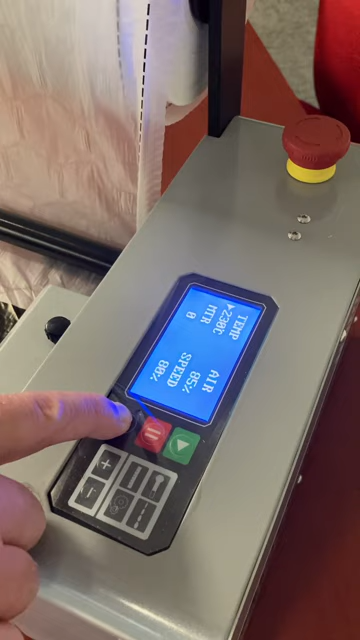 TEMP AIR
▶230C 85%
MTR SPEED
0 80%